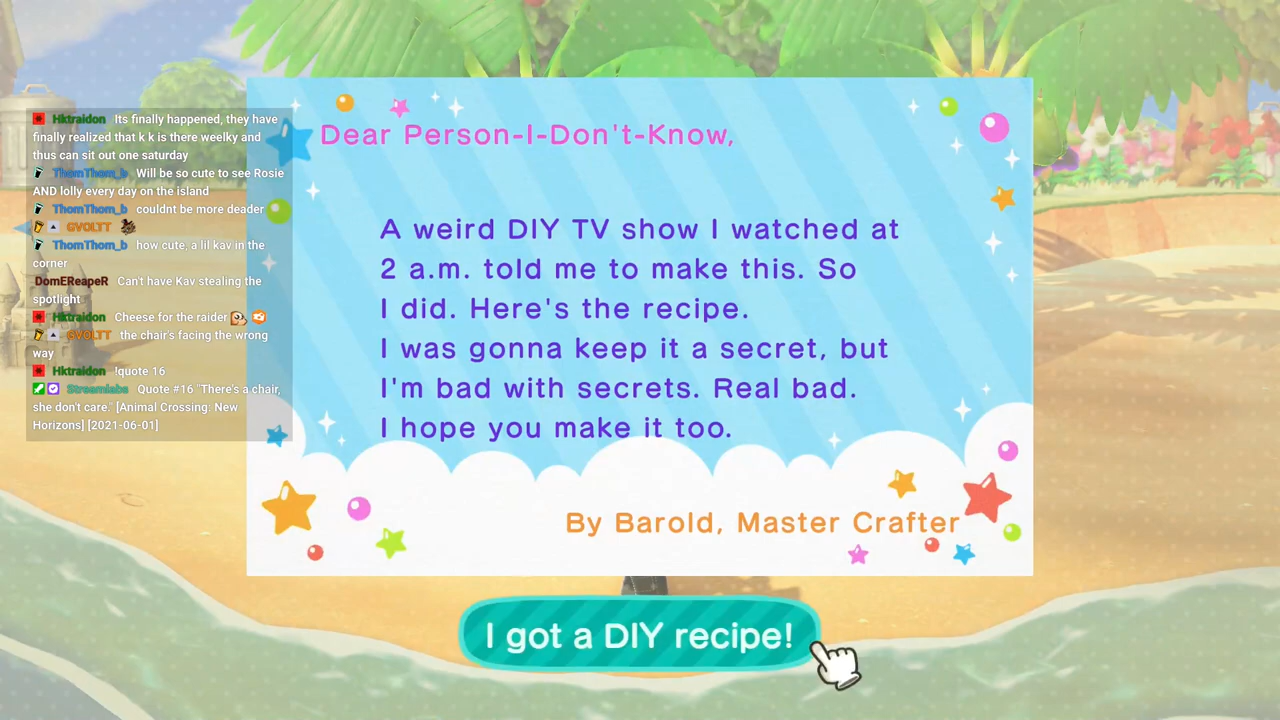 Hktraidon Its finally happened, they have
finally realized that k k is there weelky and
thus can sit out one saturday
ThomThom_b Will be so cute to see Rosie
AND lolly every day on the island
ThomThom_b couldnt be more deader
GVOLTT
ThomThom_b how cute, a lil kav in the
corner
DomEReapeR Can't have Kav stealing the
spotlight
Hktraidon Cheese for the raider
GVOLTT the chair's facing the wrong
way
Hktraidon !quote 16
Streamlabs Quote #16 "There's a chair,
she don't care." [Animal Crossing: New
Horizons] [2021-06-01]
Dear Person-I-Don't-Know,
A weird DIY TV show I watched at
2 a.m. told me to make this. So
I did. Here's the recipe.
I was gonna keep it a secret, but
I'm bad with secrets. Real bad.
I hope you make it too.
By Barold, Master Crafter
I got a DIY recipe!